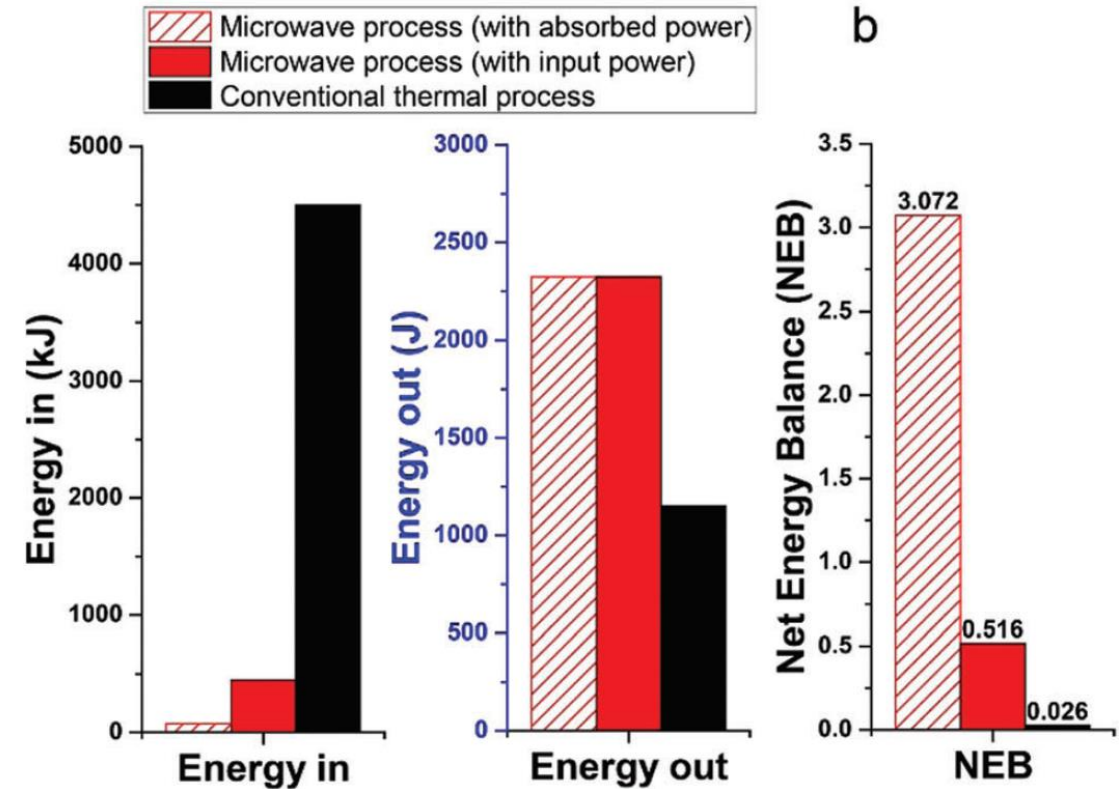 Microwave process (with absorbed power)
Microwave process (with input power)
Conventional thermal process
b
5000
4000
3000
2000
1000
0
Energy in (kJ)
Energy in
3000
2500
2000
1500
1000
500
0
Energy out (J)
Energy out
3.5
3.0
2.5
2.0
1.5
1.0
0.5
0.0
Net Energy Balance (NEB)
3.072
0.516
0.026
NEB